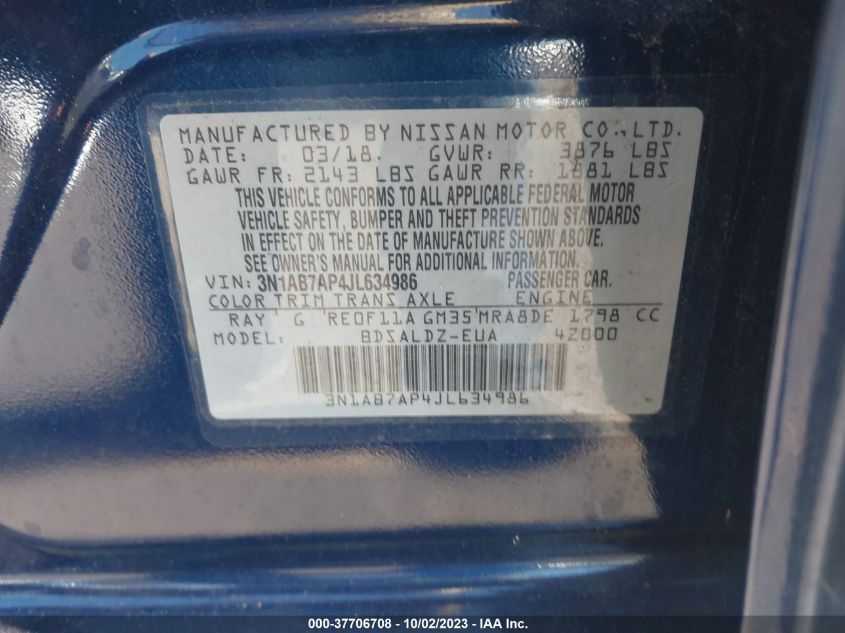 MANUFACTURED BY NISSAN MOTOR CO., LTD.
DATE: 03/18. GVWR: 3876 LBS
GAWR FR: 2143 LBS GAWR RR: 1881 LBS
THIS VEHICLE CONFORMS TO ALL APPLICABLE FEDERAL MOTOR
VEHICLE SAFETY, BUMPER AND THEFT PREVENTION STANDARDS
IN EFFECT ON THE DATE OF MANUFACTURE SHOWN ABOVE.
SEE OWNER'S MANUAL FOR ADDITIONAL INFORMATION.
VIN: 3N1AB7AP4JL634986 PASSENGER CAR.
COLOR TRIM TRANS AXLE ENGINE
RAY G RE0F11A GM35 MRA8DE 1798 CC
MODEL: BDSALDZ-EUA 4Z000
3N1AB7AP4JL634986
000-37706708 - 10/02/2023 - IAA Inc.